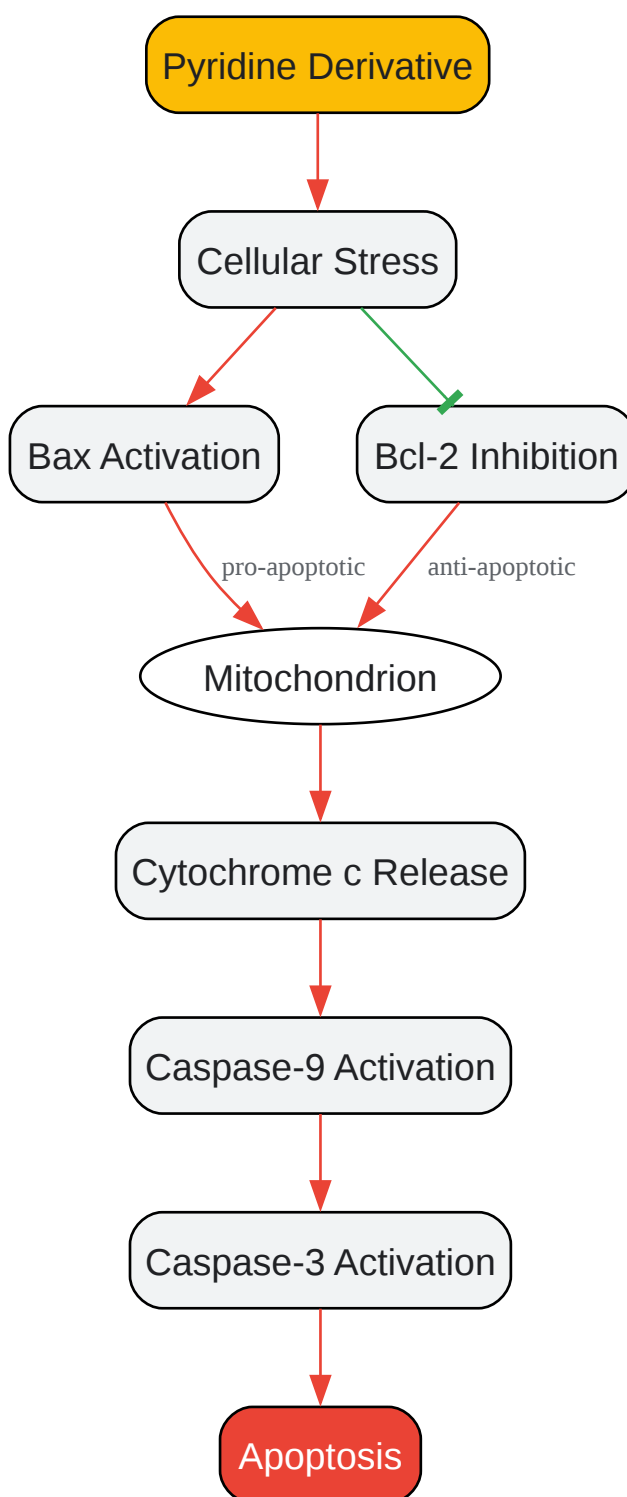 Pyridine Derivative
Cellular Stress
Bax Activation
Bcl-2 Inhibition
pro-apoptotic
anti-apoptotic
Mitochondrion
Cytochrome c Release
Caspase-9 Activation
Caspase-3 Activation
Apoptosis